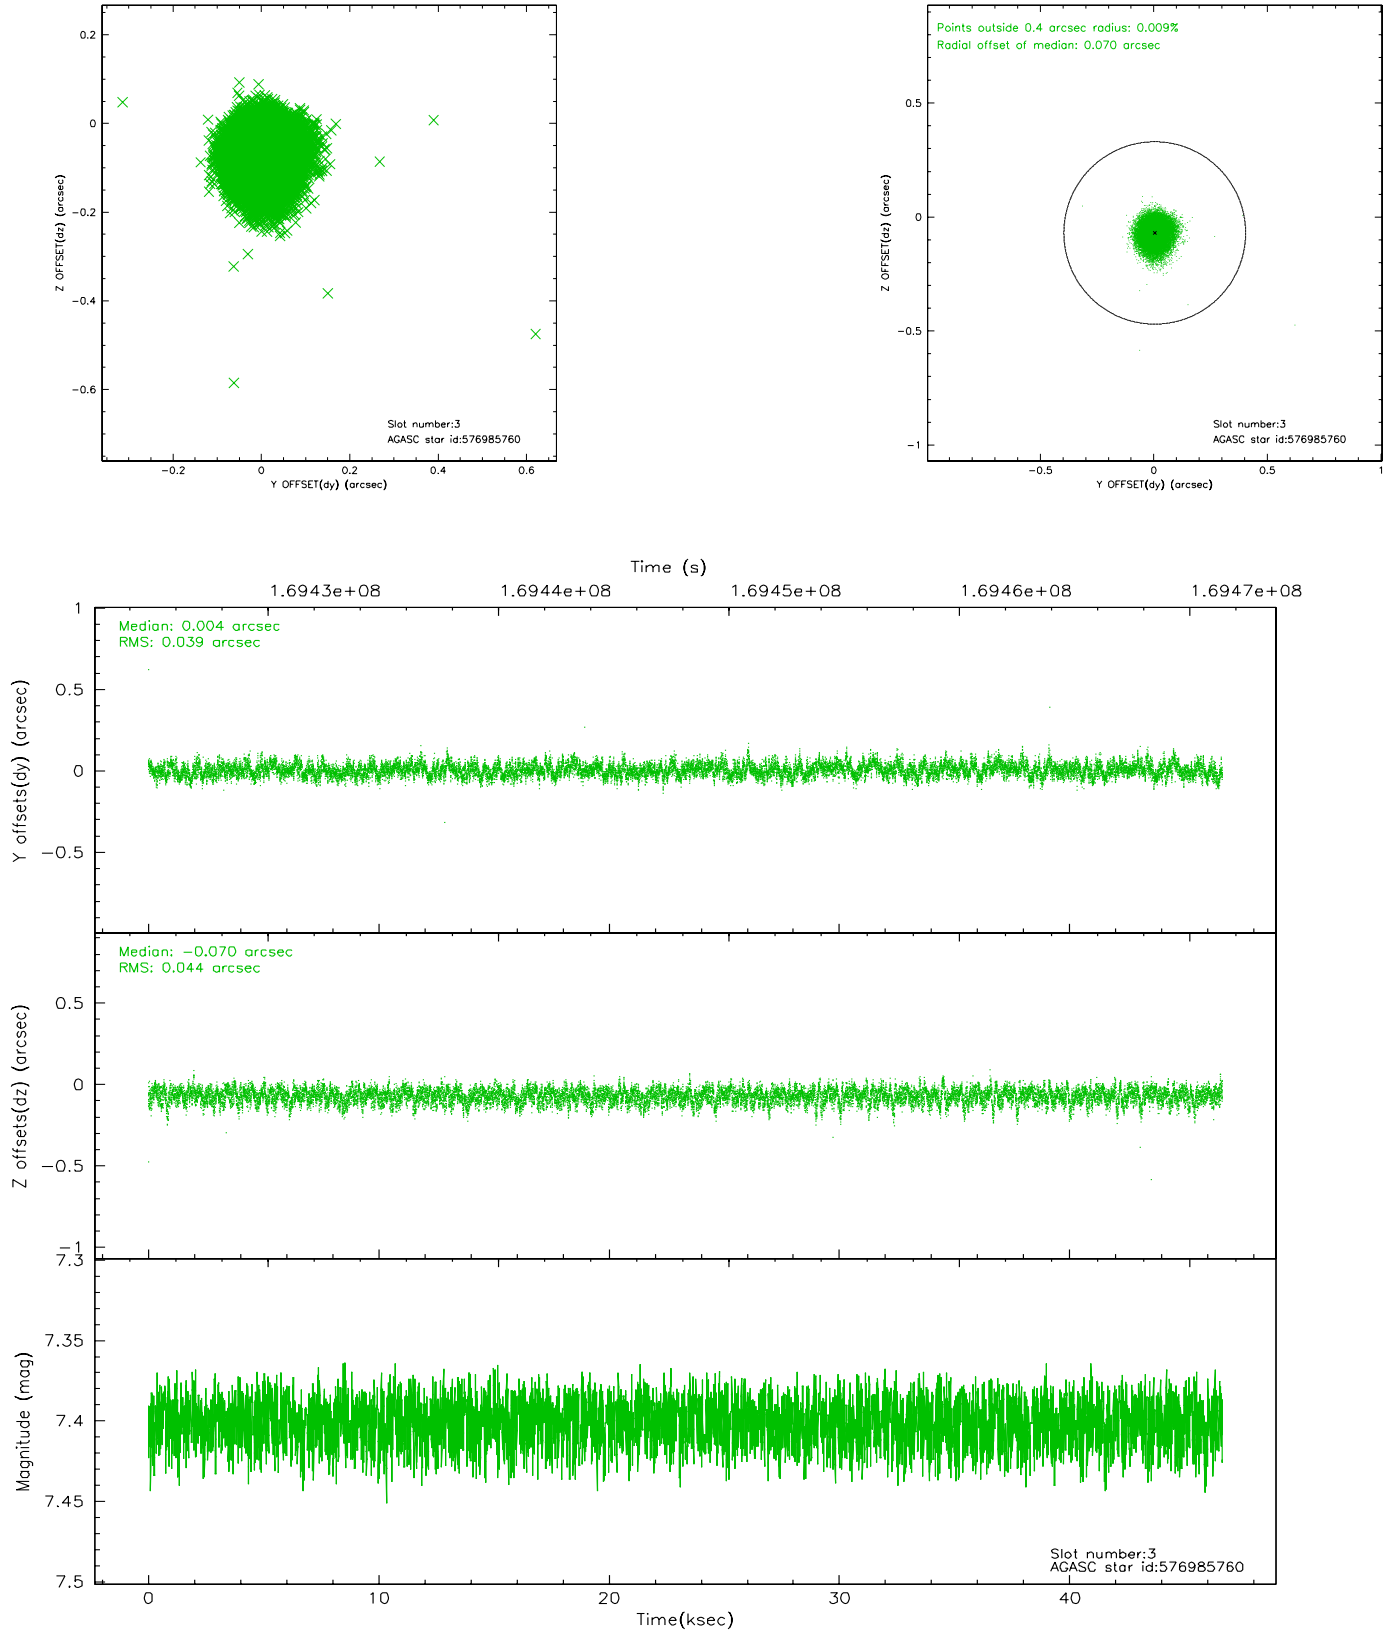 0.2
0
−0.2
−0.4
−0.6
Z OFFSET(dz) (arcsec)
Slot number:3
AGASC star id:576985760
−0.2 0 0.2 0.4 0.6
Y OFFSET(dy) (arcsec)
Points outside 0.4 arcsec radius: 0.009%
Radial offset of median: 0.070 arcsec
0.5
0
−0.5
−1
Z OFFSET(dz) (arcsec)
Slot number:3
AGASC star id:576985760
−0.5 0 0.5 1
Y OFFSET(dy) (arcsec)
Time (s)
1.6943e+08 1.6944e+08 1.6945e+08 1.6946e+08 1.6947e+08
Median: 0.004 arcsec
RMS: 0.039 arcsec
1
0.5
0
−0.5
Y offsets(dy) (arcsec)
Median: −0.070 arcsec
RMS: 0.044 arcsec
0.5
0
−0.5
−1
Z offsets(dz) (arcsec)
7.3
7.35
7.4
7.45
7.5
Magnitude (mag)
Slot number:3
AGASC star id:576985760
0 10 20 30 40
Time(ksec)